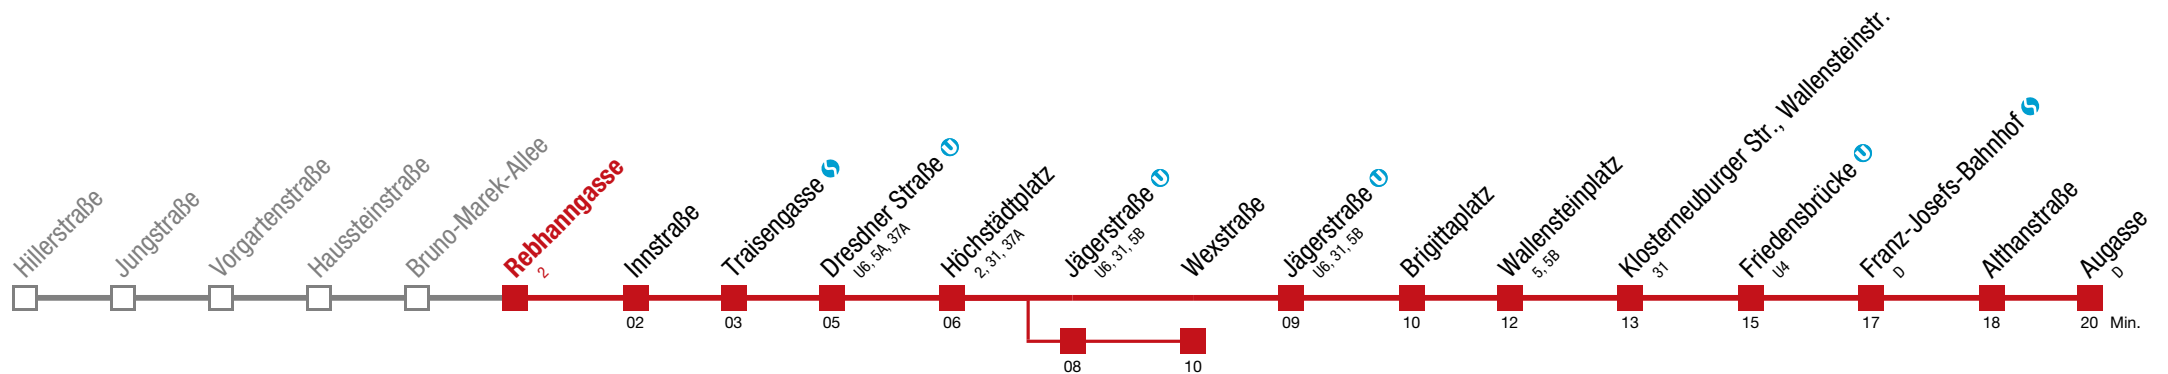 Hillerstraße
Jungstraße
Vorgartenstraße
Haussteinstraße
Bruno-Marek-Allee
Rebhanngasse
2
Innstraße
02
Traisengasse
03
Dresdner Straße
U6, 5A, 37A
05
Höchstädtplatz
2, 31, 37A
06
Jägerstraße
U6, 31, 5B
08
Wexstraße
10
Jägerstraße
U6, 31, 5B
09
Brigittaplatz
10
Wallensteinplatz
5, 5B
12
Klosterneuburger Str., Wallensteinstr.
31
13
Friedensbrücke
U4
15
Franz-Josefs-Bahnhof
D
17
Althanstraße
18
Augasse
D
20 Min.